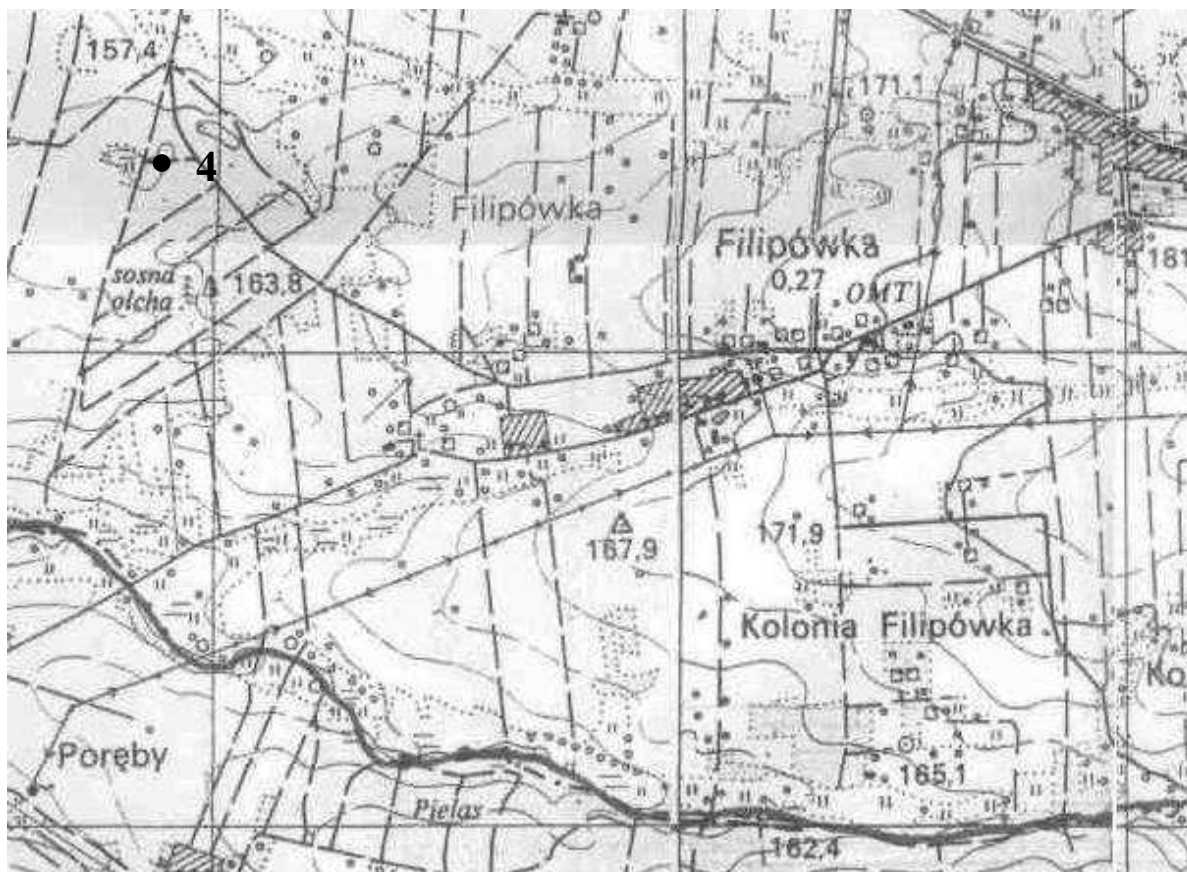 157,4
171,1
4
Filipówka
Filipówka
0,27
OMT
sosna
olcha
163,8
181
167,9
171,9
Kolonia Filipówka
Ko
Poręby
165,1
Pielas
162,4